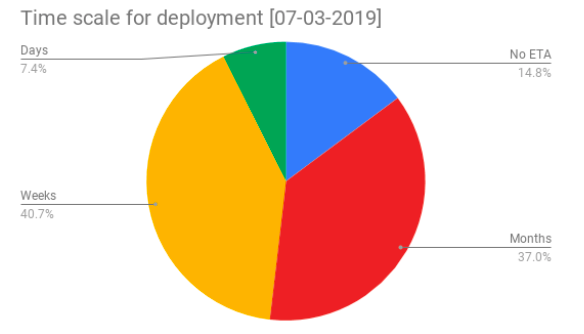 Time scale for deployment [07-03-2019]
Days
7.4%
No ETA
14.8%
Weeks
40.7%
Months
37.0%